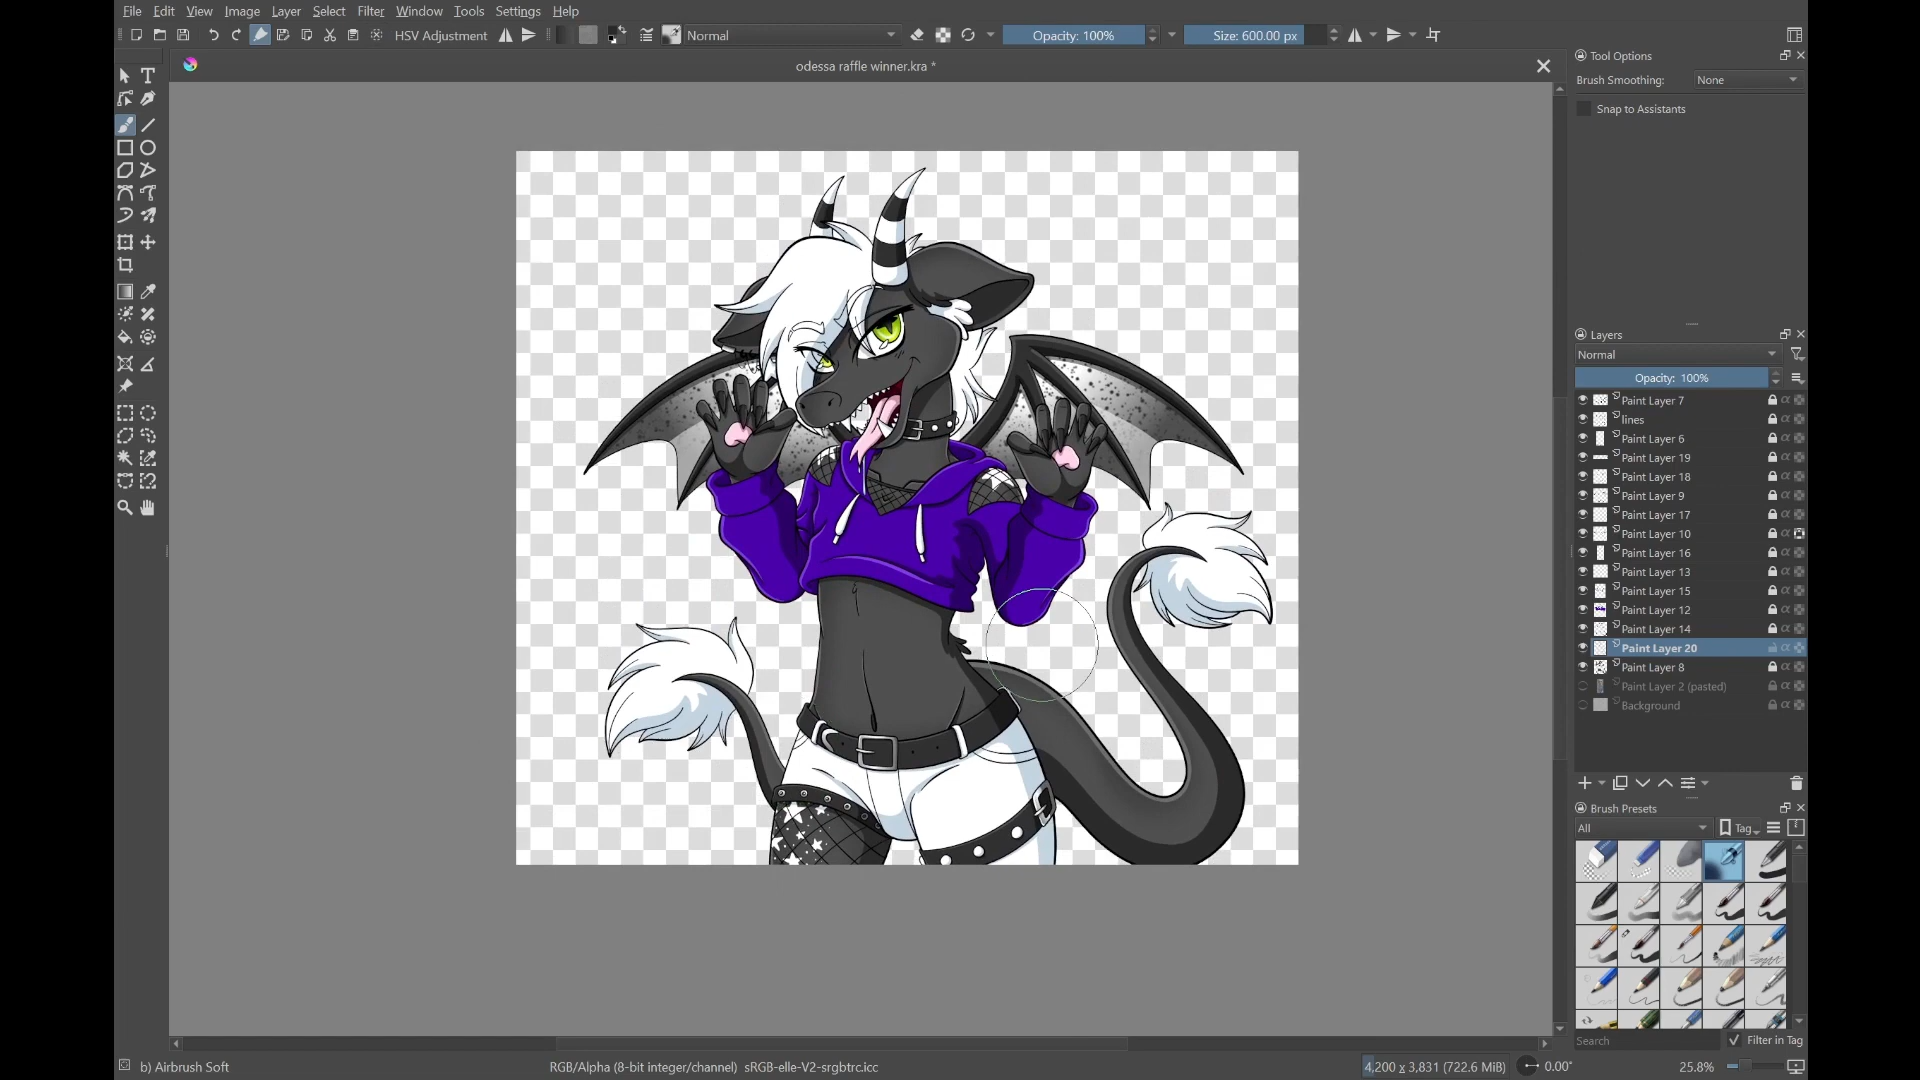 File Edit View Image Layer Select Filter Window Tools Settings Help
HSV Adjustment Normal Opacity: 100% Size: 600.00 px
odessa raffle winner.kra *
Tool Options
Brush Smoothing: None
Snap to Assistants
Layers
Normal
Opacity: 100%
Paint Layer 7
lines
Paint Layer 6
Paint Layer 19
Paint Layer 18
Paint Layer 9
Paint Layer 17
Paint Layer 10
Paint Layer 16
Paint Layer 13
Paint Layer 15
Paint Layer 12
Paint Layer 14
Paint Layer 20
Paint Layer 8
Paint Layer 2 (pasted)
Background
Brush Presets
All Tag
Search Filter in Tag
b) Airbrush Soft RGB/Alpha (8-bit integer/channel) sRGB-elle-V2-srgbtrc.icc 4,200 x 3,831 (722.6 MiB) 0.00° 25.8%